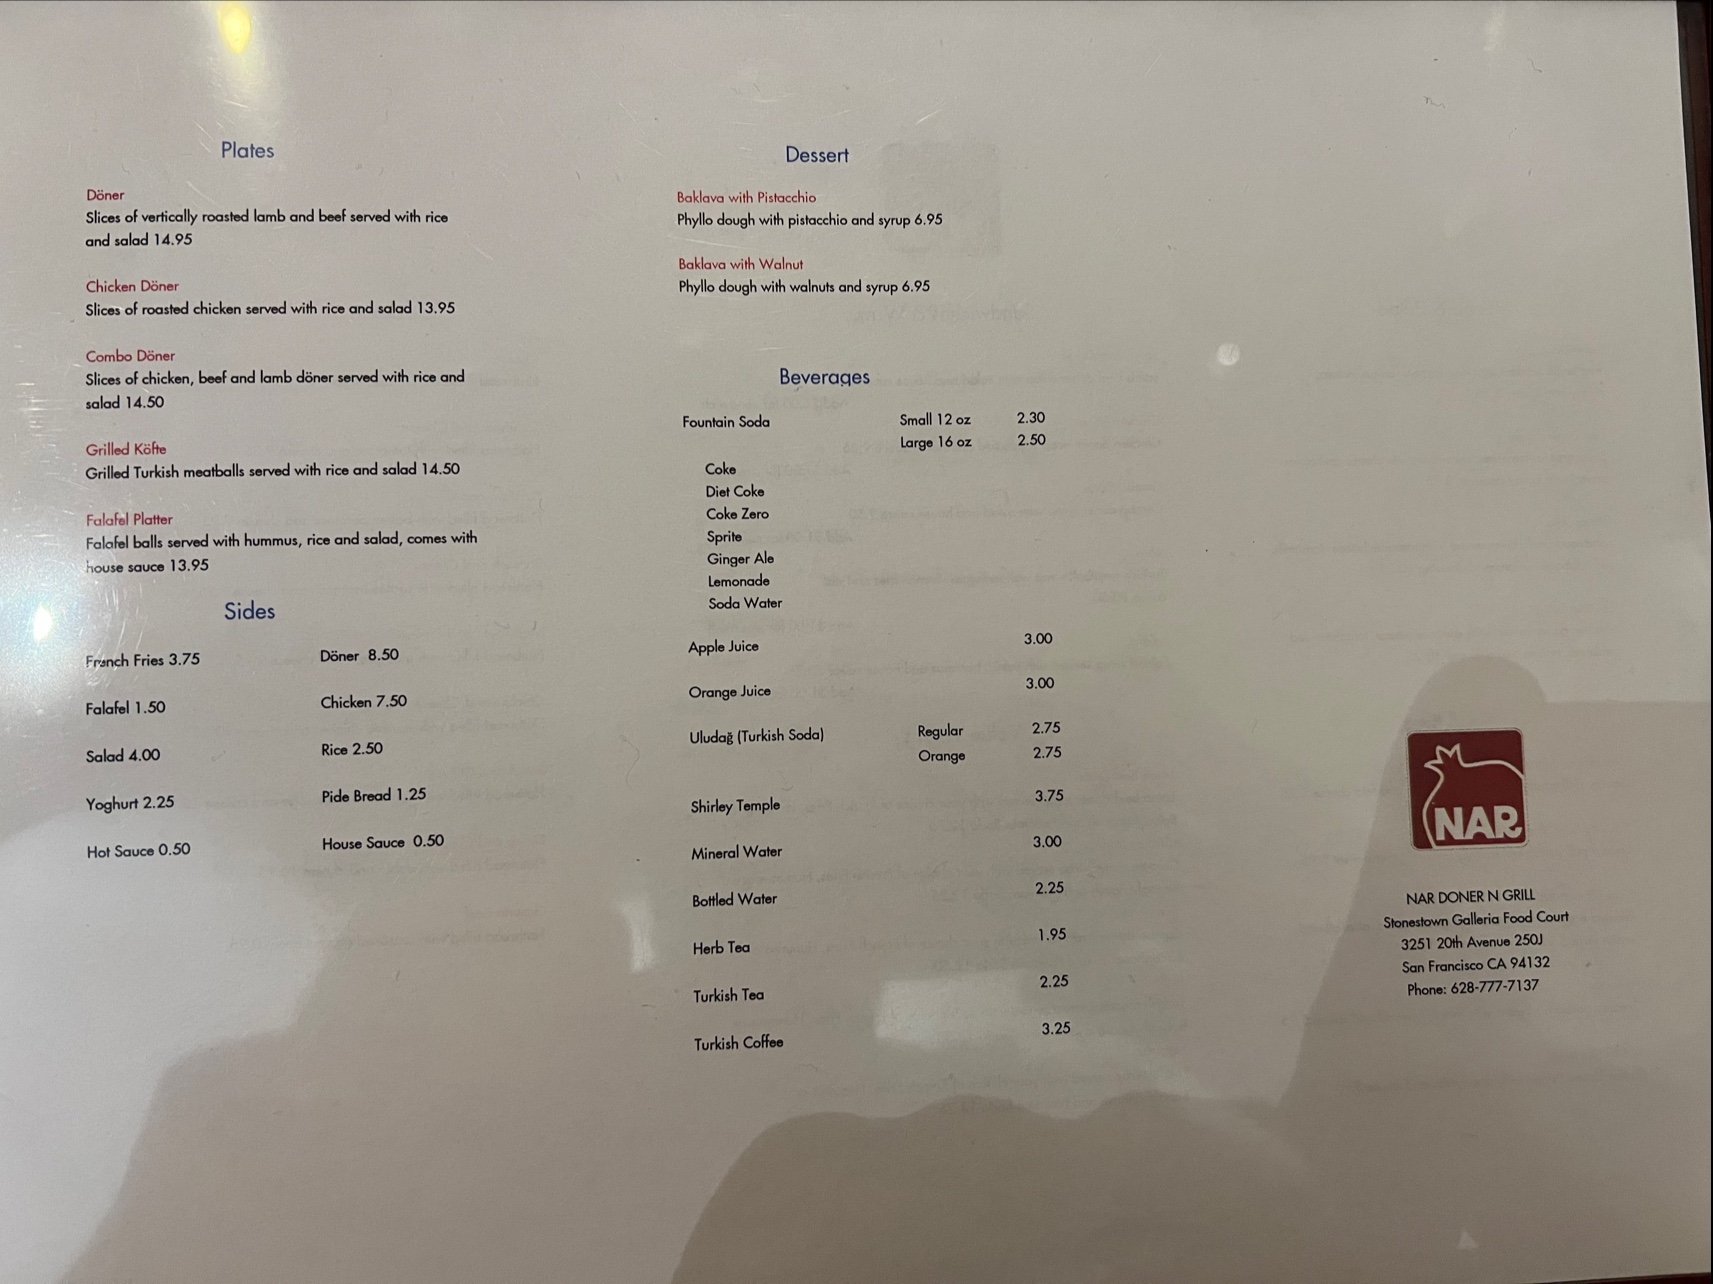 Plates
Döner
Slices of vertically roasted lamb and beef served with rice
and salad 14.95
Chicken Döner
Slices of roasted chicken served with rice and salad 13.95
Combo Döner
Slices of chicken, beef and lamb döner served with rice and
salad 14.50
Grilled Köfte
Grilled Turkish meatballs served with rice and salad 14.50
Falafel Platter
Falafel balls served with hummus, rice and salad, comes with
house sauce 13.95
Sides
French Fries 3.75
Falafel 1.50
Salad 4.00
Yoghurt 2.25
Hot Sauce 0.50
Döner 8.50
Chicken 7.50
Rice 2.50
Pide Bread 1.25
House Sauce 0.50
Dessert
Baklava with Pistacchio
Phyllo dough with pistacchio and syrup 6.95
Baklava with Walnut
Phyllo dough with walnuts and syrup 6.95
Beverages
Fountain Soda Small 12 oz 2.30
Large 16 oz 2.50
Coke
Diet Coke
Coke Zero
Sprite
Ginger Ale
Lemonade
Soda Water
Apple Juice 3.00
Orange Juice 3.00
Uludağ (Turkish Soda) Regular 2.75
Orange 2.75
Shirley Temple 3.75
Mineral Water 3.00
Bottled Water 2.25
Herb Tea 1.95
Turkish Tea 2.25
Turkish Coffee 3.25
NAR
NAR DONER N GRILL
Stonestown Galleria Food Court
3251 20th Avenue 250J
San Francisco CA 94132
Phone: 628-777-7137